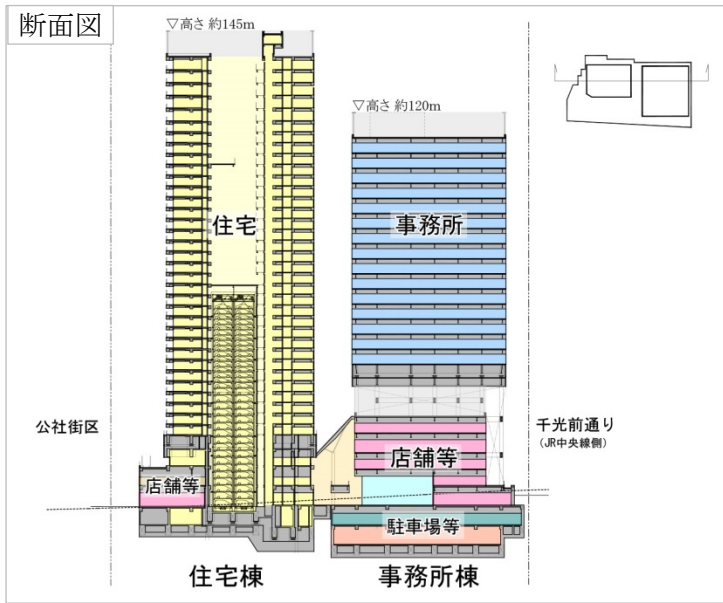 断面図
▽高さ 約145m
▽高さ 約120m
住宅
事務所
公社街区
千光前通り
(JR中央線側)
店舗等
店舗等
駐車場等
住宅棟
事務所棟